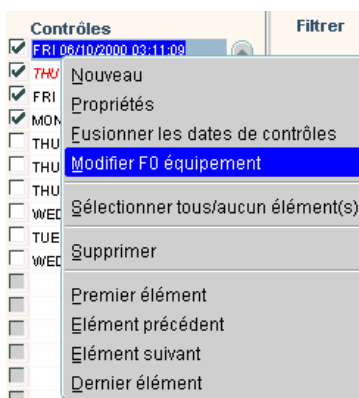 Contrôles Filtrer
FRI 06/10/2000 03:11:09
THU
FRI
MON
THU
THU
THU
WED
TUE
WED
Nouveau
Propriétés
Fusionner les dates de contrôles
Modifier F0 équipement
Sélectionner tous/aucun élément(s)
Supprimer
Premier élément
Elément précédent
Elément suivant
Dernier élément